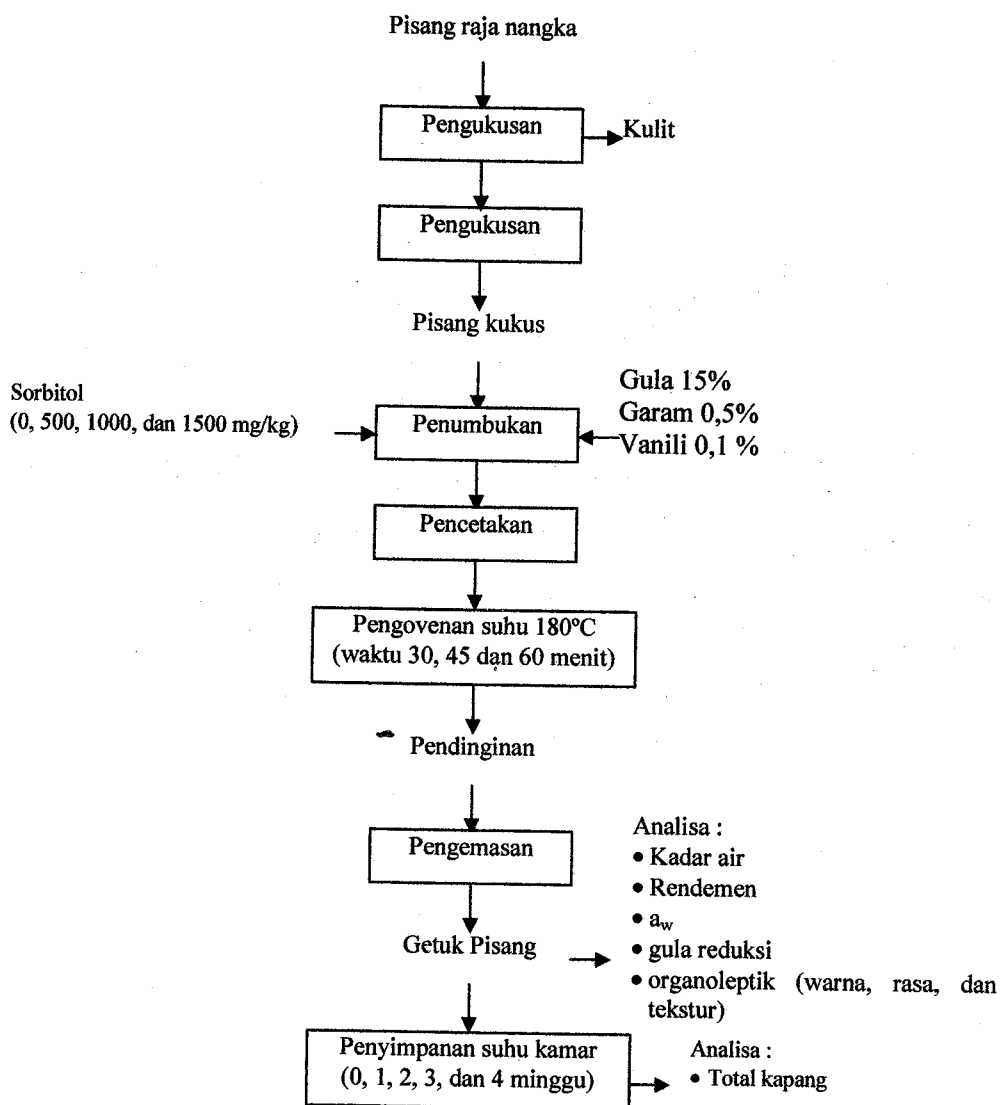 Pisang raja nangka
Pengukusan
Kulit
Pengukusan
Pisang kukus
Sorbitol
(0, 500, 1000, dan 1500 mg/kg)
Gula 15%
Garam 0,5%
Vanili 0,1 %
Penumbukan
Pencetakan
Pengovenan suhu 180°C
(waktu 30, 45 dan 60 menit)
Pendinginan
Pengemasan
Getuk Pisang
Analisa :
• Kadar air
• Rendemen
• aw
• gula reduksi
• organoleptik (warna, rasa, dan
tekstur)
Penyimpanan suhu kamar
(0, 1, 2, 3, dan 4 minggu)
Analisa :
• Total kapang